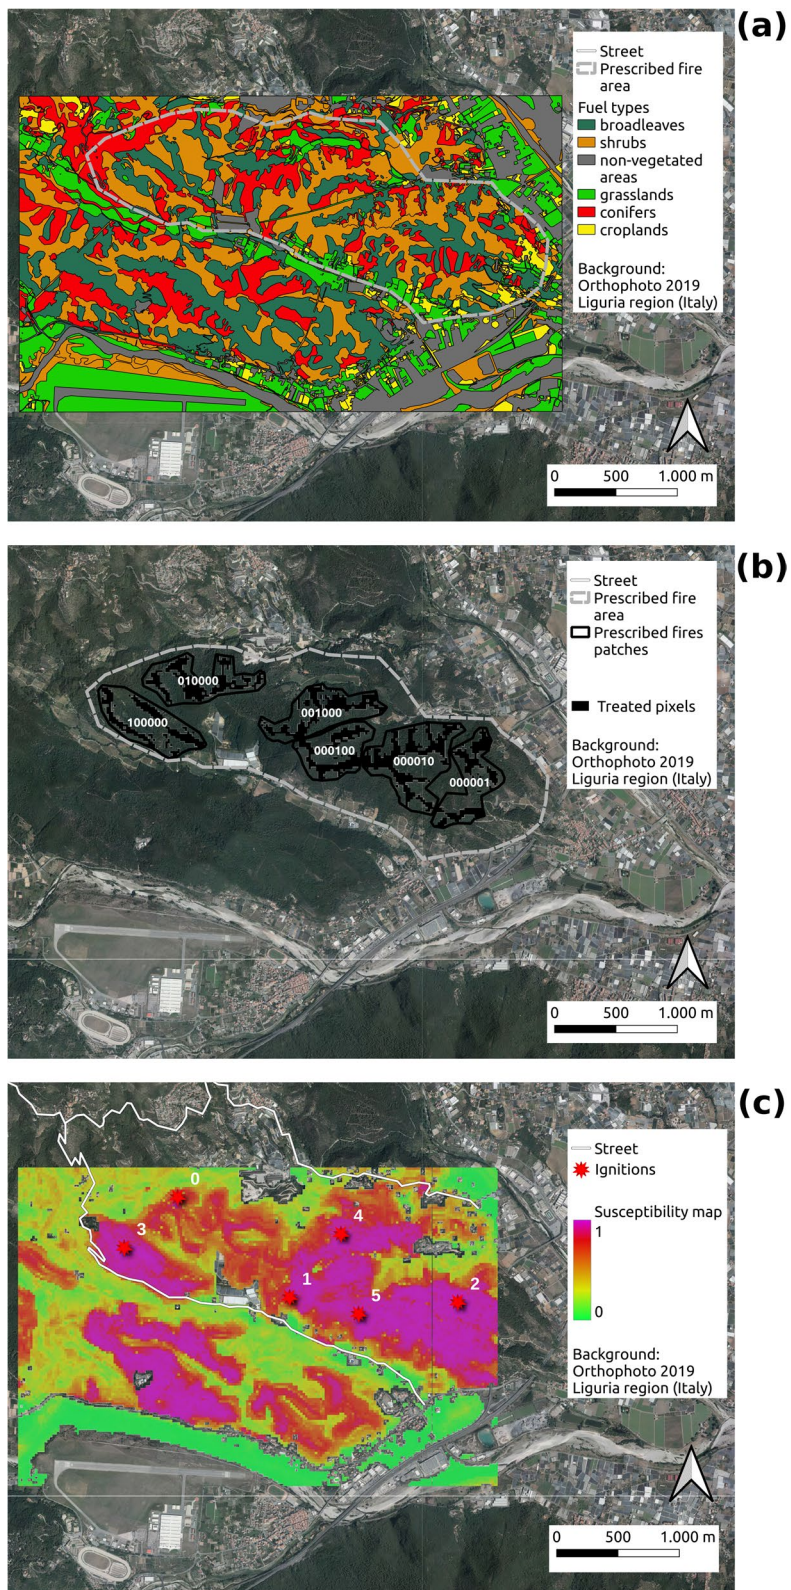 (a)
Street
Prescribed fire
area
Fuel types
broadleaves
shrubs
non-vegetated
areas
grasslands
conifers
croplands
Background:
Orthophoto 2019
Liguria region (Italy)
0 500 1.000 m
(b)
Street
Prescribed fire
area
Prescribed fires
patches
Treated pixels
Background:
Orthophoto 2019
Liguria region (Italy)
010000
100000
001000
000100
000010
000001
0 500 1.000 m
(c)
Street
Ignitions
Susceptibility map
1
0
Background:
Orthophoto 2019
Liguria region (Italy)
0
3
4
1
2
5
0 500 1.000 m